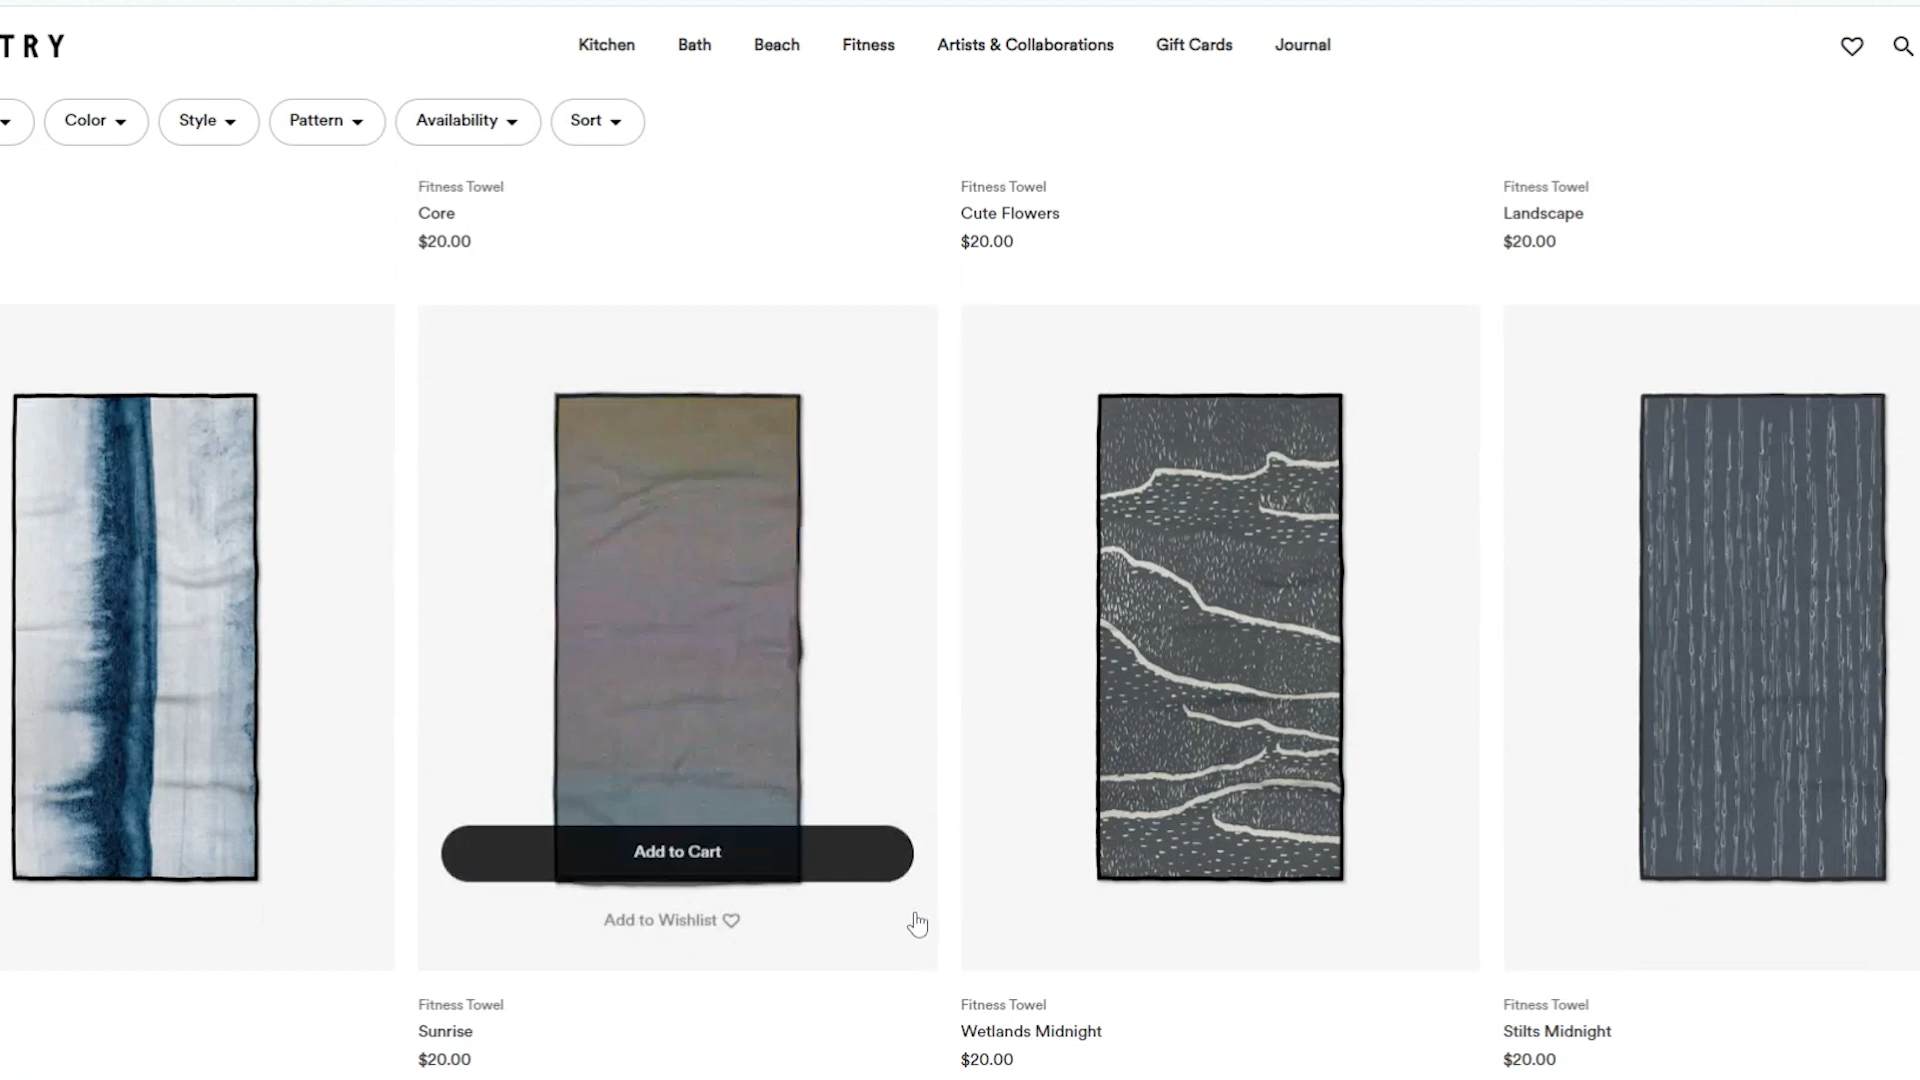 TRY
Kitchen Bath Beach Fitness Artists & Collaborations Gift Cards Journal
Color Style Pattern Availability Sort
Fitness Towel
Core
$20.00
Fitness Towel
Cute Flowers
$20.00
Fitness Towel
Landscape
$20.00
Add to Cart
Add to Wishlist
Fitness Towel
Sunrise
$20.00
Fitness Towel
Wetlands Midnight
$20.00
Fitness Towel
Stilts Midnight
$20.00